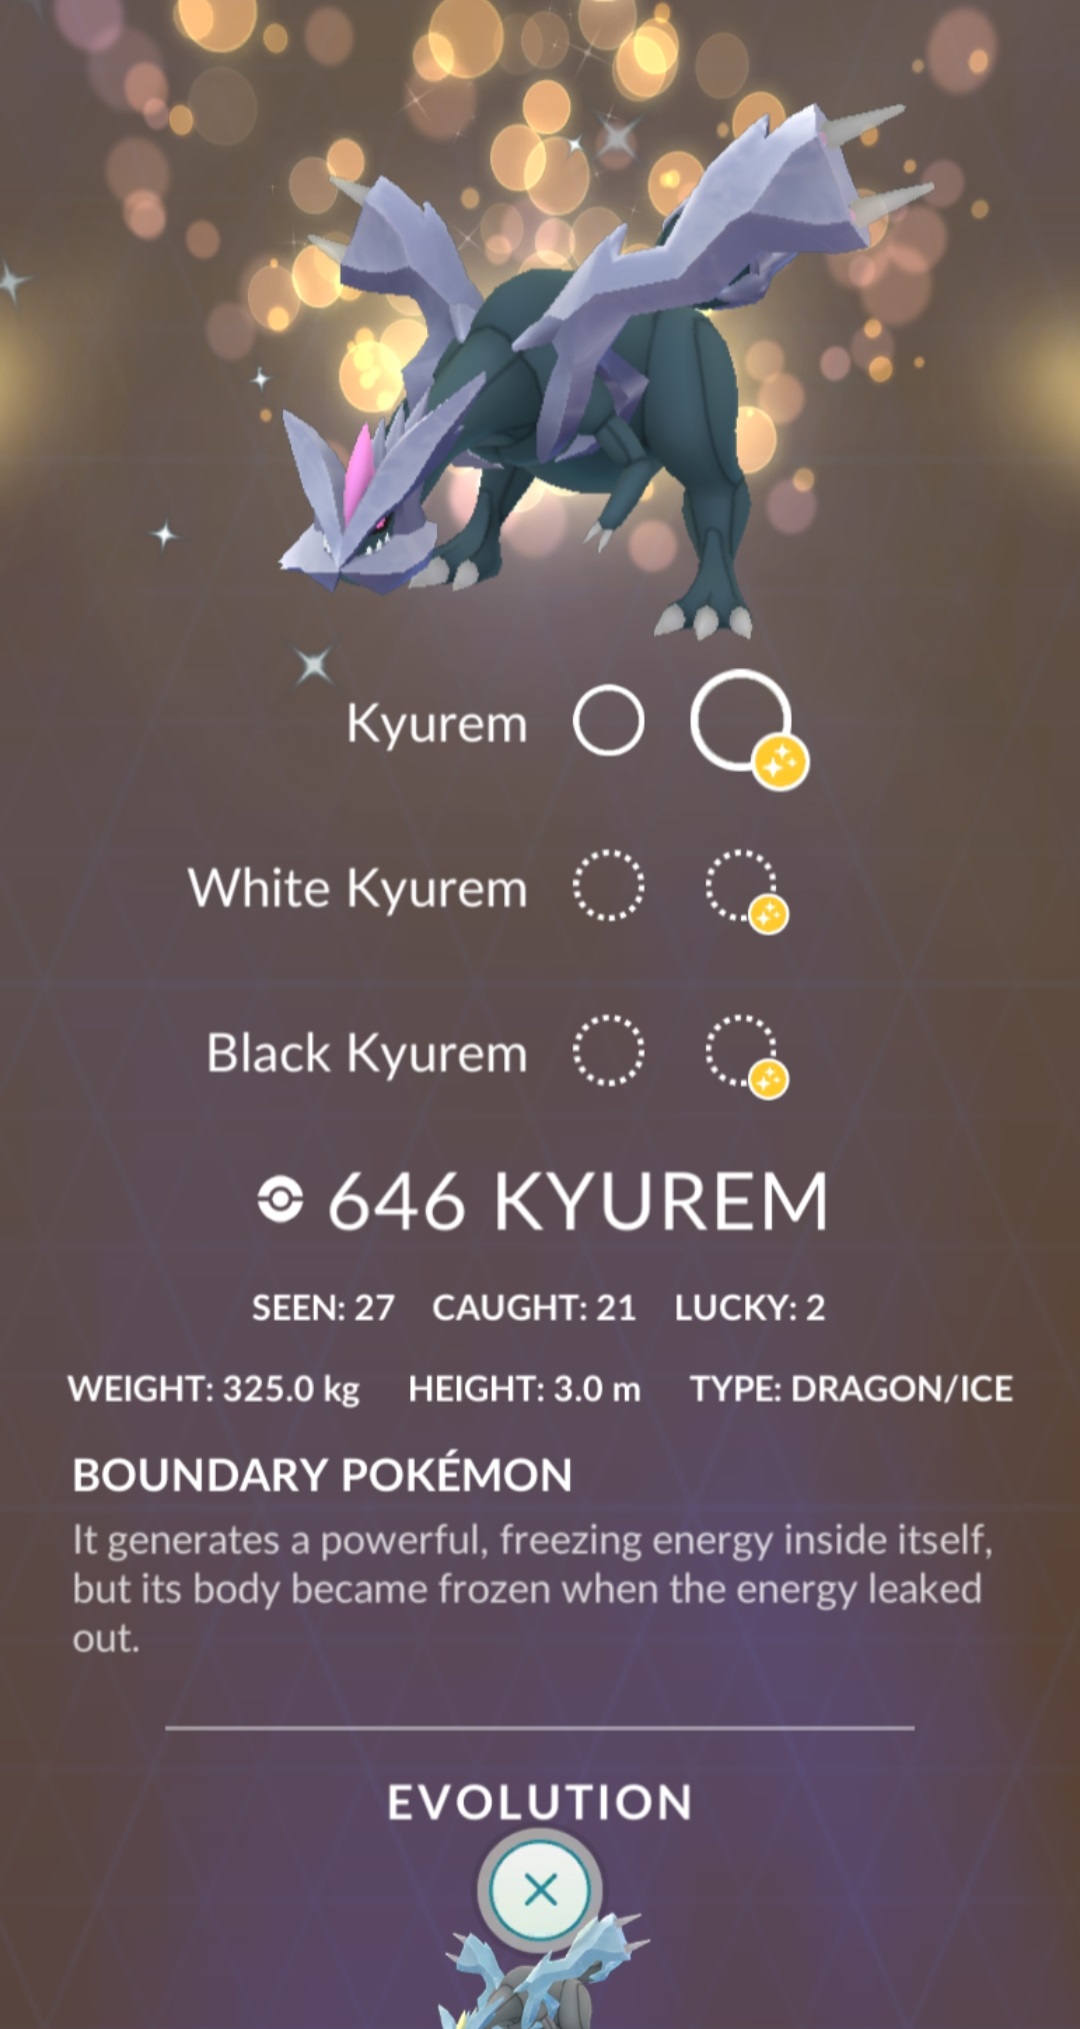 Kyurem
White Kyurem
Black Kyurem
646 KYUREM
SEEN: 27 CAUGHT: 21 LUCKY: 2
WEIGHT: 325.0 kg HEIGHT: 3.0 m TYPE: DRAGON/ICE
BOUNDARY POKÉMON
It generates a powerful, freezing energy inside itself,
but its body became frozen when the energy leaked
out.
EVOLUTION